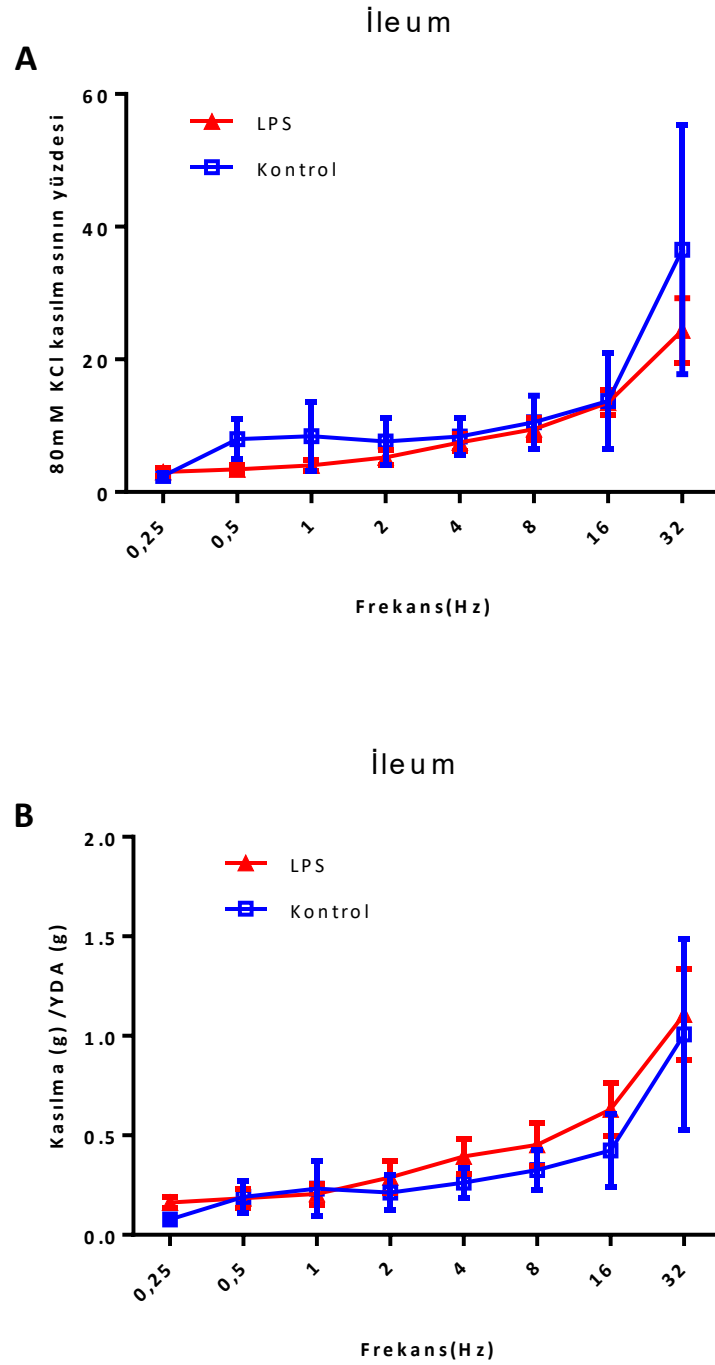 İleum
A
80mM KCl kasılmasının yüzdesi
60
40
20
0
LPS
Kontrol
0,25
0,5
1
2
4
8
16
32
Frekans(Hz)
İleum
B
Kasılma (g) /YDA (g)
2.0
1.5
1.0
0.5
0.0
LPS
Kontrol
0,25
0,5
1
2
4
8
16
32
Frekans(Hz)